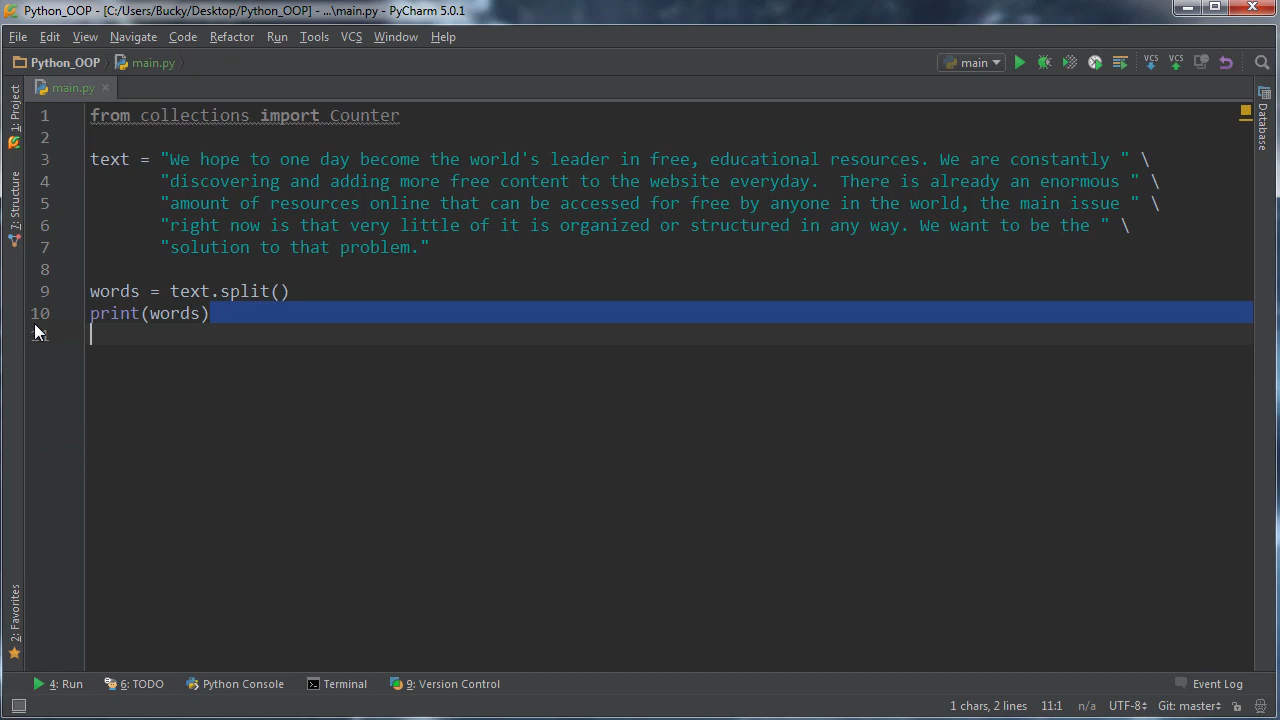 Python_OOP - [C:/Users/Bucky/Desktop/Python_OOP] - ...\main.py - PyCharm 5.0.1
File Edit View Navigate Code Refactor Run Tools VCS Window Help
Python_OOP main.py main VCS VCS
main.py
1: Project
7: Structure
2: Favorites
Database
1 from collections import Counter
2
3 text = "We hope to one day become the world's leader in free, educational resources. We are constantly " \
4 "discovering and adding more free content to the website everyday.  There is already an enormous " \
5 "amount of resources online that can be accessed for free by anyone in the world, the main issue " \
6 "right now is that very little of it is organized or structured in any way. We want to be the " \
7 "solution to that problem."
8
9 words = text.split()
10 print(words)
4: Run 6: TODO Python Console Terminal 9: Version Control Event Log
1 chars, 2 lines 11:1 n/a UTF-8 Git: master